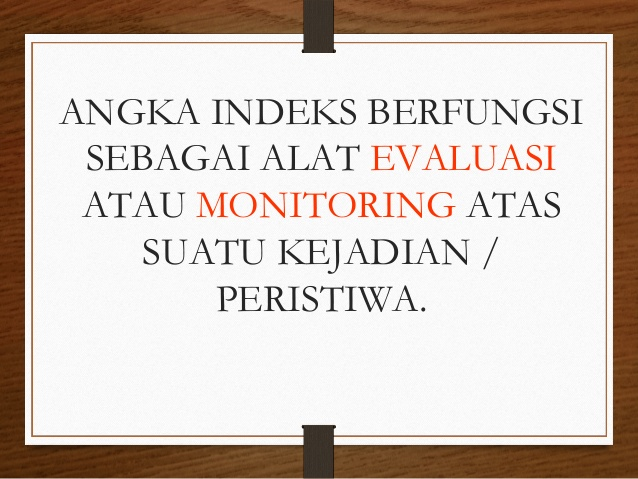 ANGKA INDEKS BERFUNGSI
SEBAGAI ALAT EVALUASI
ATAU MONITORING ATAS
SUATU KEJADIAN /
PERISTIWA.